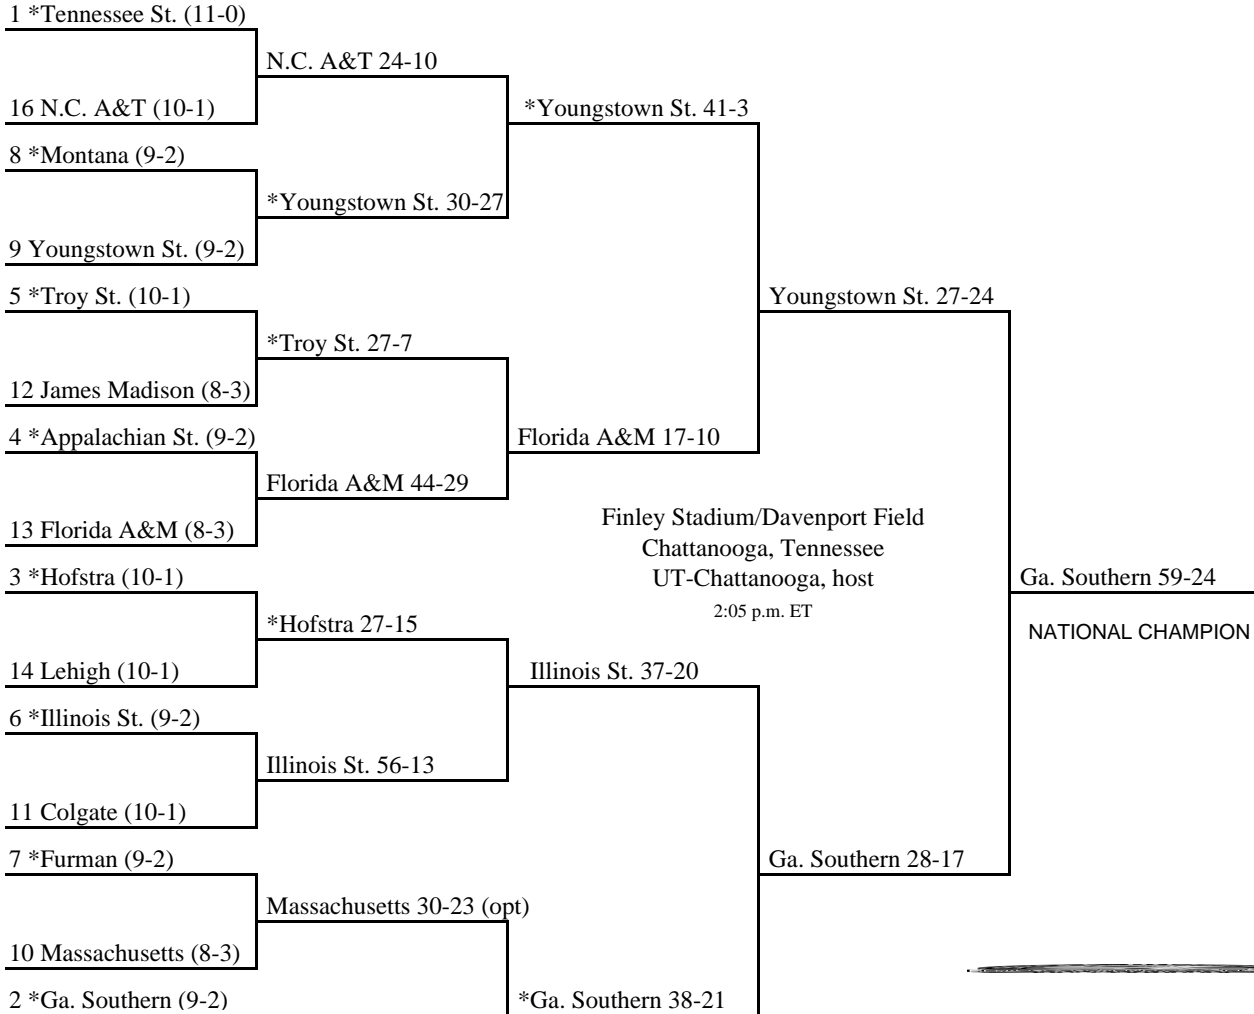 1 *Tennessee St. (11-0)
N.C. A&T 24-10
16 N.C. A&T (10-1)
*Youngstown St. 41-3
8 *Montana (9-2)
*Youngstown St. 30-27
9 Youngstown St. (9-2)
5 *Troy St. (10-1)
Youngstown St. 27-24
*Troy St. 27-7
12 James Madison (8-3)
4 *Appalachian St. (9-2)
Florida A&M 17-10
Florida A&M 44-29
13 Florida A&M (8-3)
Finley Stadium/Davenport Field
Chattanooga, Tennessee
UT-Chattanooga, host
2:05 p.m. ET
3 *Hofstra (10-1)
Ga. Southern 59-24
NATIONAL CHAMPION
*Hofstra 27-15
14 Lehigh (10-1)
Illinois St. 37-20
6 *Illinois St. (9-2)
Illinois St. 56-13
11 Colgate (10-1)
7 *Furman (9-2)
Ga. Southern 28-17
Massachusetts 30-23 (opt)
10 Massachusetts (8-3)
2 *Ga. Southern (9-2)
*Ga. Southern 38-21